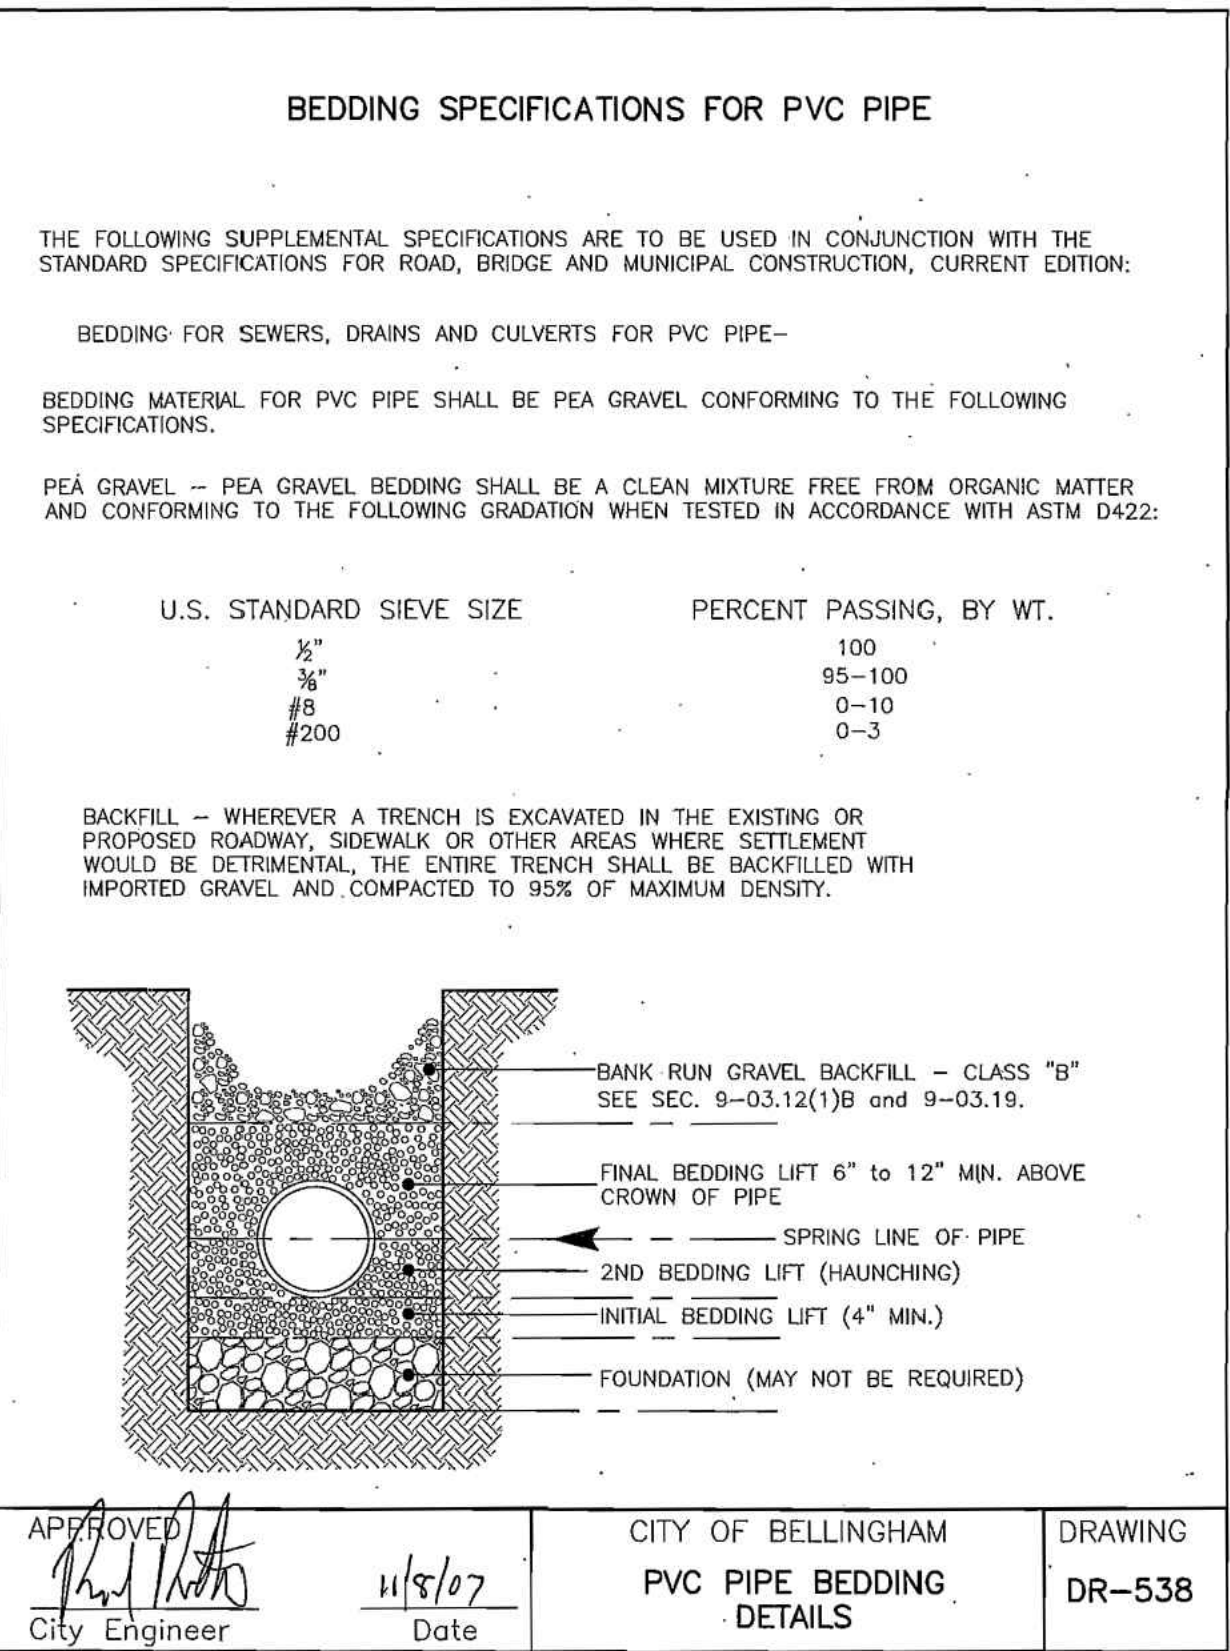 BEDDING SPECIFICATIONS FOR PVC PIPE
THE FOLLOWING SUPPLEMENTAL SPECIFICATIONS ARE TO BE USED IN CONJUNCTION WITH THE
STANDARD SPECIFICATIONS FOR ROAD, BRIDGE AND MUNICIPAL CONSTRUCTION, CURRENT EDITION:
BEDDING FOR SEWERS, DRAINS AND CULVERTS FOR PVC PIPE–
BEDDING MATERIAL FOR PVC PIPE SHALL BE PEA GRAVEL CONFORMING TO THE FOLLOWING
SPECIFICATIONS.
PEA GRAVEL – PEA GRAVEL BEDDING SHALL BE A CLEAN MIXTURE FREE FROM ORGANIC MATTER
AND CONFORMING TO THE FOLLOWING GRADATION WHEN TESTED IN ACCORDANCE WITH ASTM D422:
U.S. STANDARD SIEVE SIZE PERCENT PASSING, BY WT.
½" 100
⅜" 95–100
#8 0–10
#200 0–3
BACKFILL – WHEREVER A TRENCH IS EXCAVATED IN THE EXISTING OR
PROPOSED ROADWAY, SIDEWALK OR OTHER AREAS WHERE SETTLEMENT
WOULD BE DETRIMENTAL, THE ENTIRE TRENCH SHALL BE BACKFILLED WITH
IMPORTED GRAVEL AND COMPACTED TO 95% OF MAXIMUM DENSITY.
BANK RUN GRAVEL BACKFILL – CLASS "B"
SEE SEC. 9–03.12(1)B and 9–03.19.
FINAL BEDDING LIFT 6" to 12" MIN. ABOVE
CROWN OF PIPE
SPRING LINE OF PIPE
2ND BEDDING LIFT (HAUNCHING)
INITIAL BEDDING LIFT (4" MIN.)
FOUNDATION (MAY NOT BE REQUIRED)
APPROVED
11/8/07
City Engineer Date
CITY OF BELLINGHAM
PVC PIPE BEDDING
DETAILS
DRAWING
DR–538